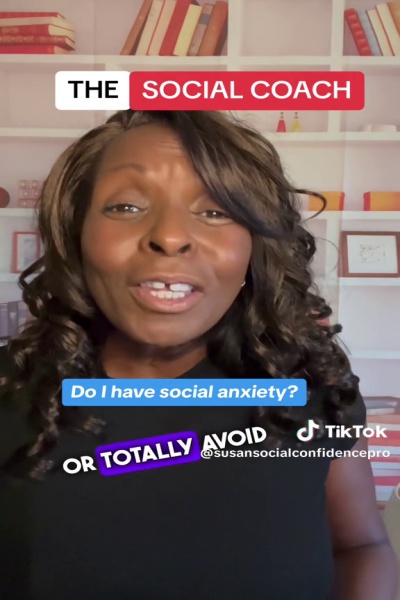 THE SOCIAL COACH
Do I have social anxiety?
OR TOTALLY AVOID
TikTok
@susansocialconfidencepro